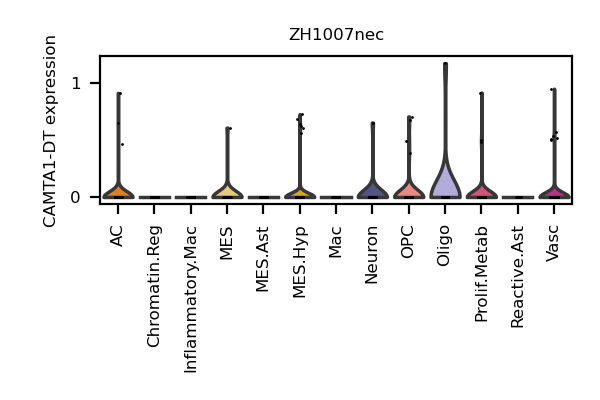 ZH1007nec
CAMTA1-DT expression
1
0
AC
Chromatin.Reg
Inflammatory.Mac
MES
MES.Ast
MES.Hyp
Mac
Neuron
OPC
Oligo
Prolif.Metab
Reactive.Ast
Vasc